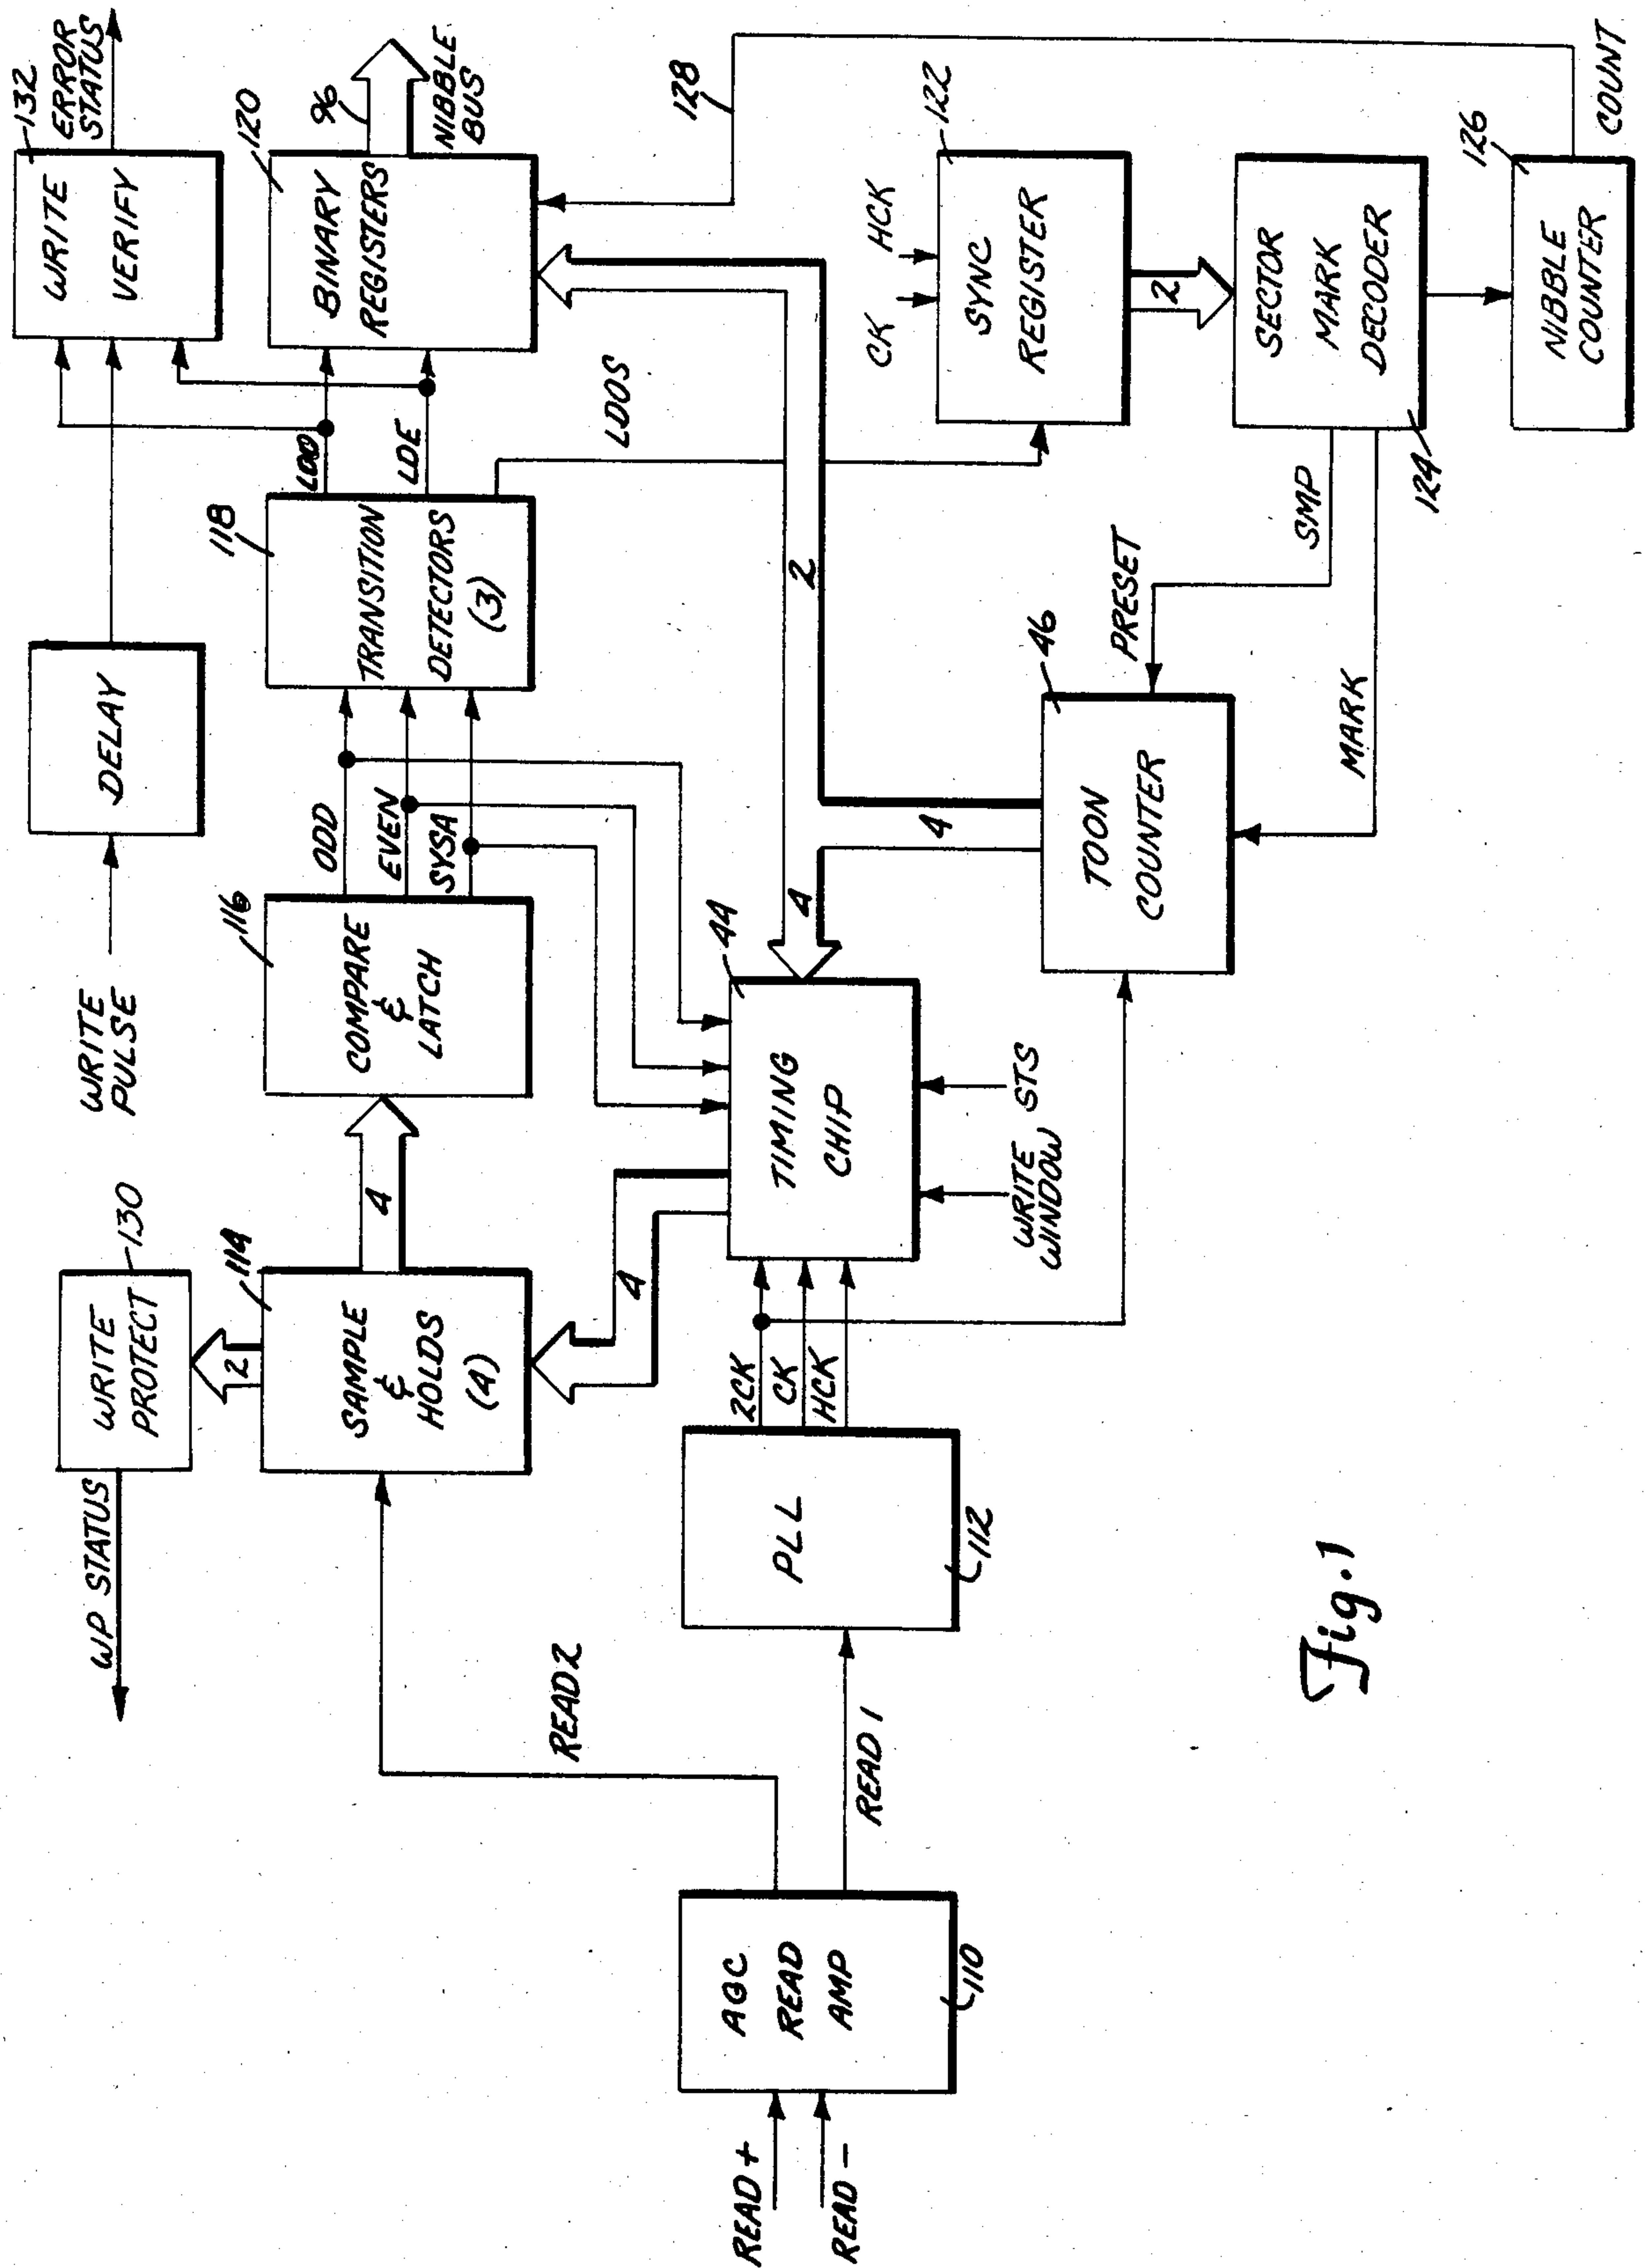 WP STATUS
WRITE
PROTECT
130
2
114
SAMPLE
&
HOLDS
(4)
4
WRITE
PULSE
DELAY
116
COMPARE
&
LATCH
ODD
EVEN
SYSA
118
TRANSITION
DETECTORS
(3)
LDO
LDE
LDOS
132
WRITE
VERIFY
ERROR
STATUS
120
BINARY
REGISTERS
96
NIBBLE
BUS
128
READ +
READ -
AGC
READ
AMP
110
READ2
READ 1
PLL
112
2CK
CK
HCK
4
44
TIMING
CHIP
WRITE
WINDOW
STS
4
2
4
46
TOON
COUNTER
PRESET
SMP
MARK
CK
HCK
122
SYNC
REGISTER
2
SECTOR
MARK
DECODER
124
126
NIBBLE
COUNTER
COUNT
Fig.1